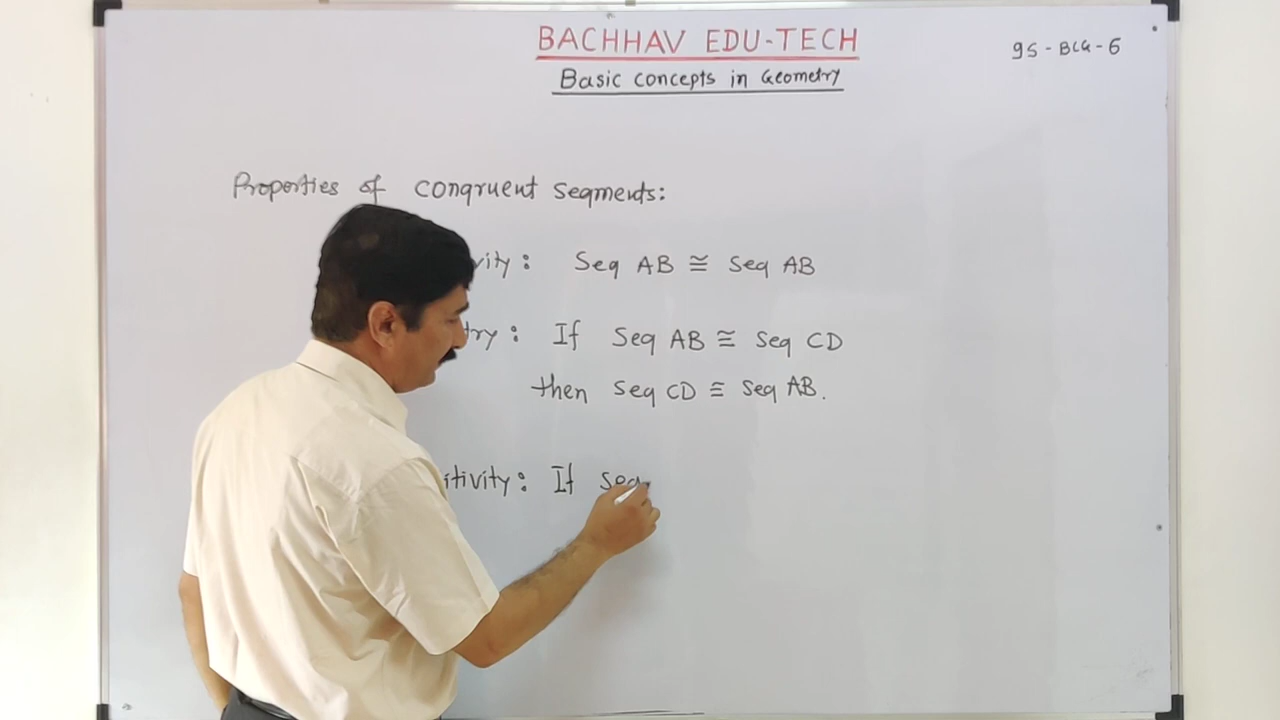 BACHHAV EDU-TECH
9S-BCG-6
Basic concepts in Geometry
Properties of congruent segments:
vity: Seg AB ≅ Seg AB
try: If Seg AB ≅ Seg CD
then Seg CD ≅ Seg AB.
itivity: If seg